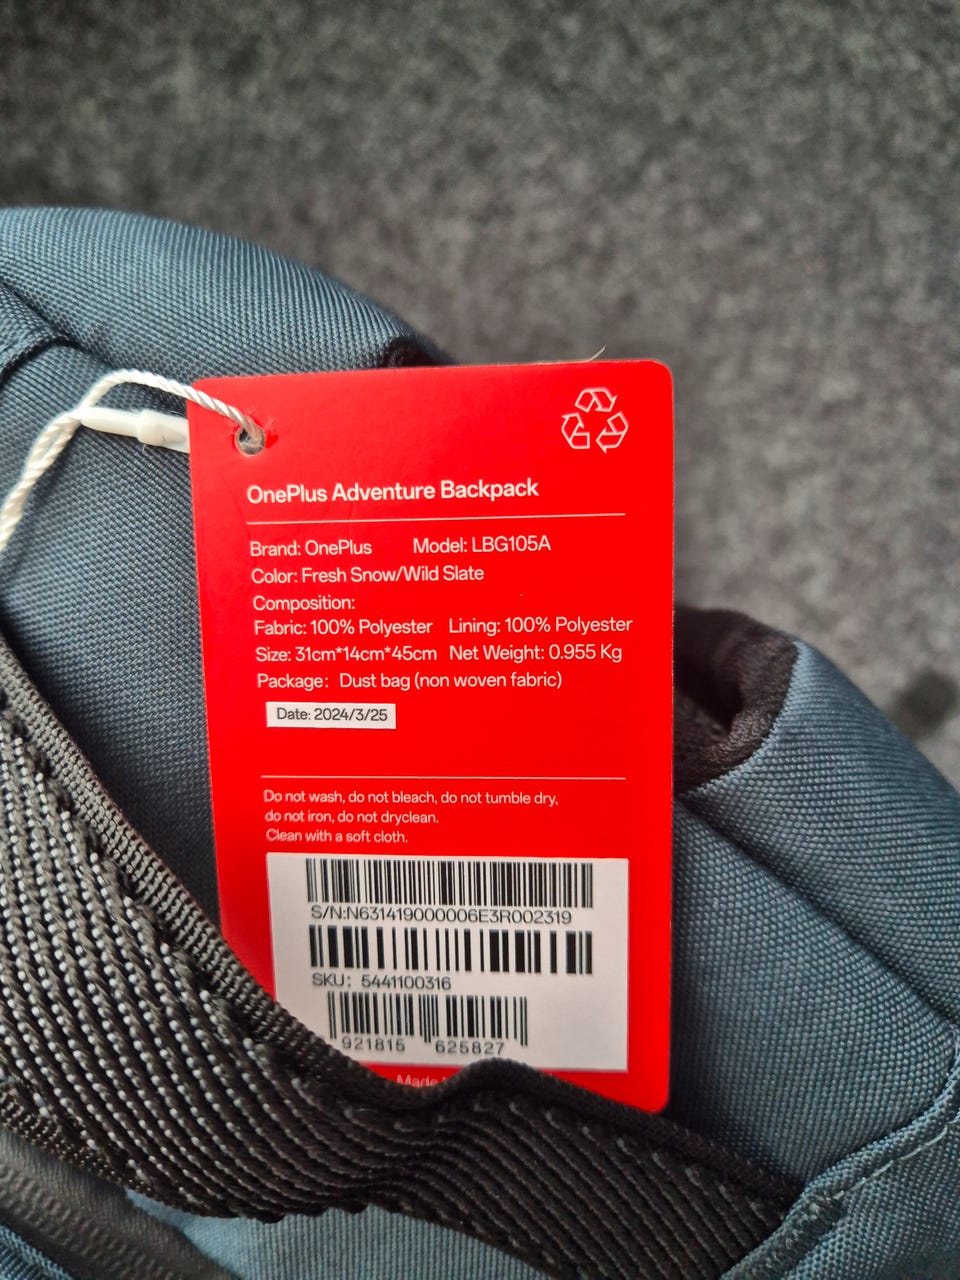 OnePlus Adventure Backpack
Brand: OnePlus Model: LBG105A
Color: Fresh Snow/Wild Slate
Composition:
Fabric: 100% Polyester Lining: 100% Polyester
Size: 31cm*14cm*45cm Net Weight: 0.955 Kg
Package: Dust bag (non woven fabric)
Date: 2024/3/25
Do not wash, do not bleach, do not tumble dry,
do not iron, do not dryclean.
Clean with a soft cloth.
S/N:N631419000006E3R002319
SKU: 5441100316
921815 625827
Made